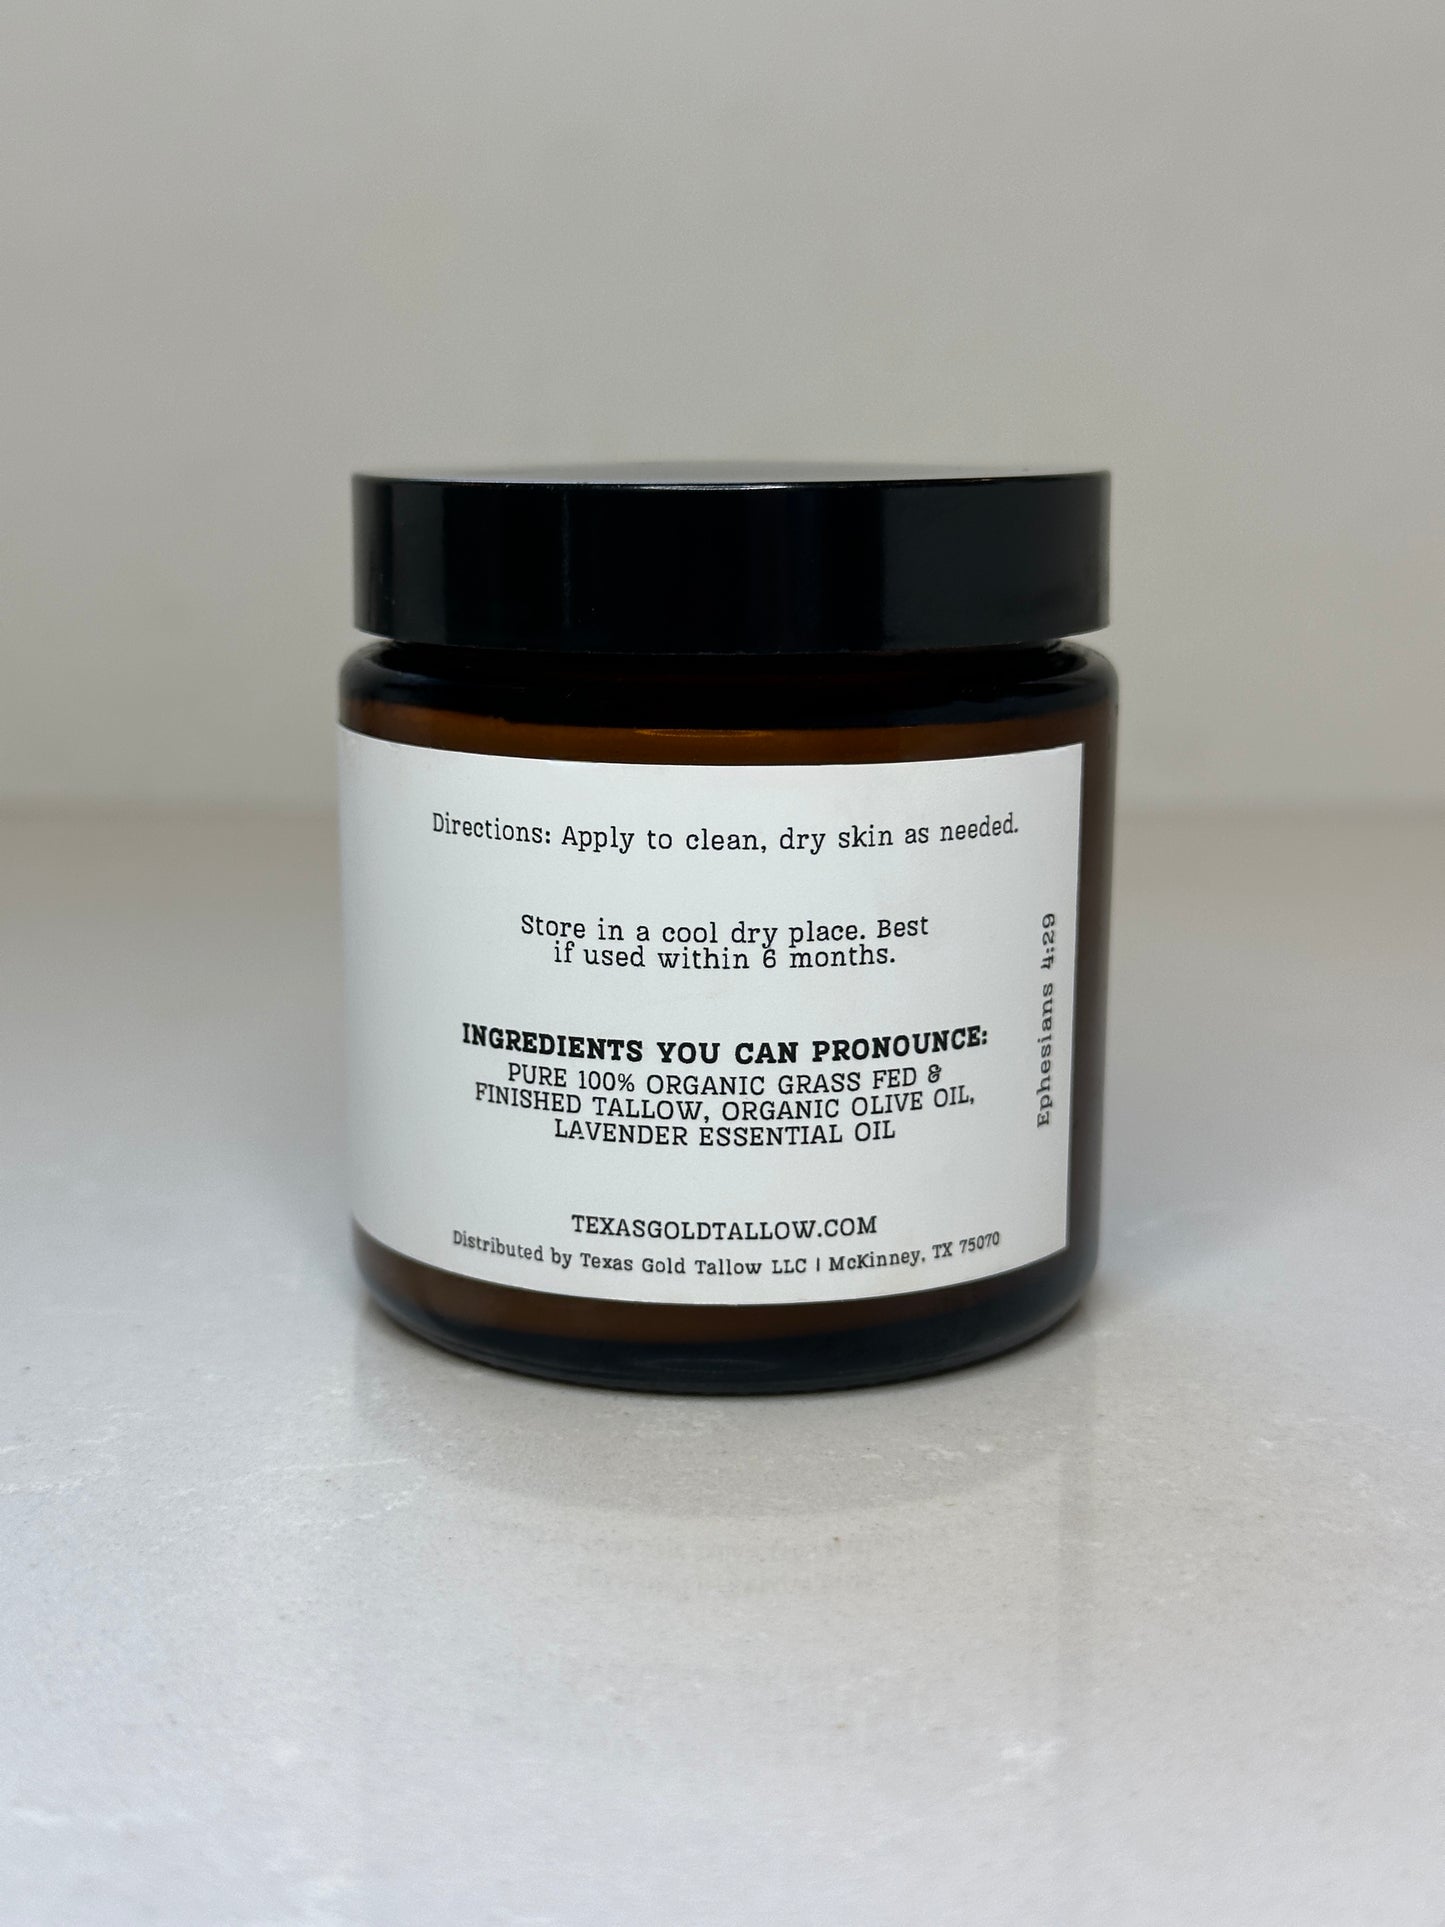 Directions: Apply to clean, dry skin as needed.
Store in a cool dry place. Best
if used within 6 months.
INGREDIENTS YOU CAN PRONOUNCE:
PURE 100% ORGANIC GRASS FED &
FINISHED TALLOW, ORGANIC OLIVE OIL,
LAVENDER ESSENTIAL OIL
TEXASGOLDTALLOW.COM
Distributed by Texas Gold Tallow LLC | McKinney, TX 75070
Ephesians 4:29